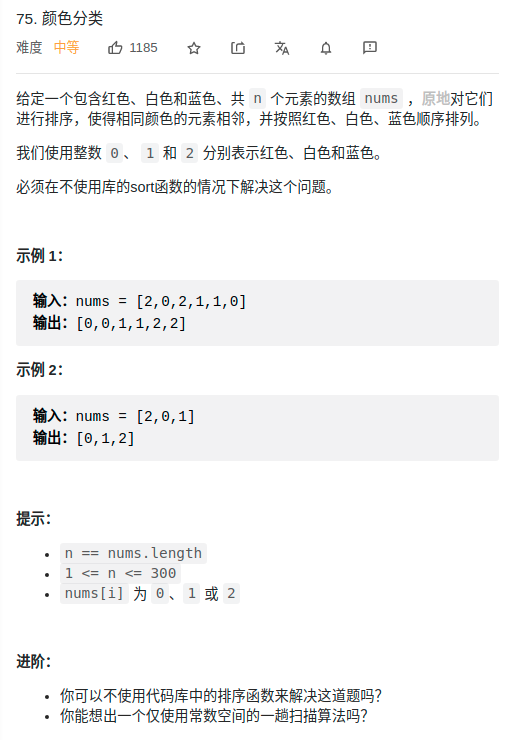 75. 颜色分类
难度 中等 1185
给定一个包含红色、白色和蓝色、共 n 个元素的数组 nums ，原地对它们
进行排序，使得相同颜色的元素相邻，并按照红色、白色、蓝色顺序排列。
我们使用整数 0、 1 和 2 分别表示红色、白色和蓝色。
必须在不使用库的sort函数的情况下解决这个问题。
示例 1：
输入：nums = [2,0,2,1,1,0]
输出：[0,0,1,1,2,2]
示例 2：
输入：nums = [2,0,1]
输出：[0,1,2]
提示：
n == nums.length
1 <= n <= 300
nums[i] 为 0、1 或 2
进阶：
你可以不使用代码库中的排序函数来解决这道题吗？
你能想出一个仅使用常数空间的一趟扫描算法吗？